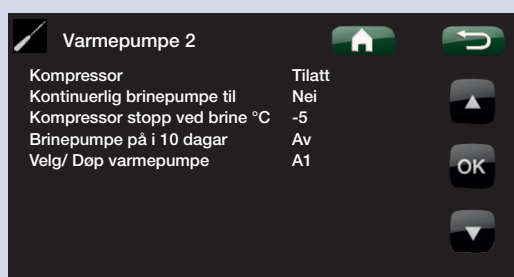 Varmepumpe 2
Kompressor Tilatt
Kontinuerlig brinepumpe til Nei
Kompressor stopp ved brine °C -5
Brinepumpe på i 10 dagar Av
Velg/ Døp varmepumpe A1
OK